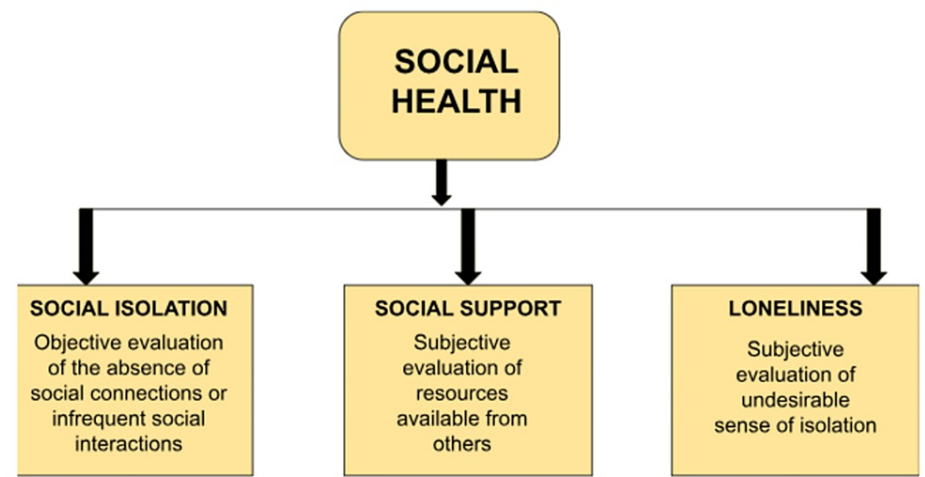 SOCIAL
HEALTH
SOCIAL ISOLATION
Objective evaluation
of the absence of
social connections or
infrequent social
interactions
SOCIAL SUPPORT
Subjective
evaluation of
resources
available from
others
LONELINESS
Subjective
evaluation of
undesirable
sense of isolation